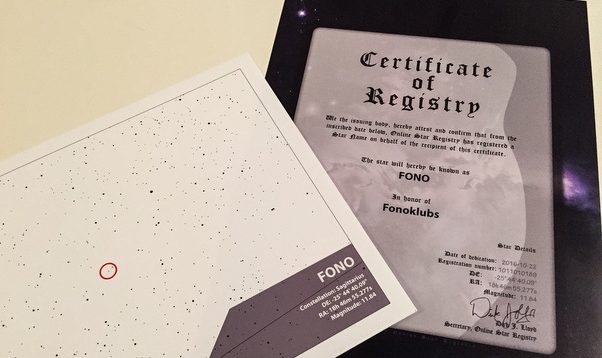 Certificate
of
Registry
We the issuing body, hereby attest and confirm that from the
inscribed date below, Online Star Registry has registered a
Star Name on behalf of the recipient of this certificate.
The star will hereby be known as
FONO
In honor of
Fonoklubs
Star Details
Date of dedication: 2016-10-22
Registration number: 1011010189
DE: -25° 44' 40.09"
RA: 18h 46m 55.277s
Magnitude: 11.84
Secretary, Online Star Registry
FONO
Constellation: Sagittarius
DE: -25° 44' 40.09"
RA: 18h 46m 55.277s
Magnitude: 11.84